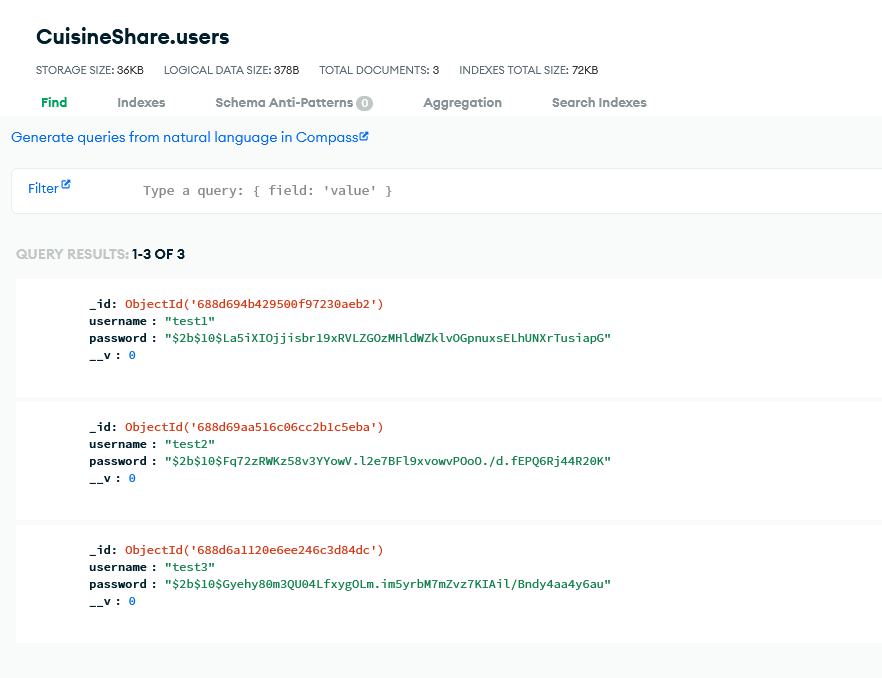 CuisineShare.users
STORAGE SIZE: 36KB LOGICAL DATA SIZE: 378B TOTAL DOCUMENTS: 3 INDEXES TOTAL SIZE: 72KB
Find Indexes Schema Anti-Patterns 0 Aggregation Search Indexes
Generate queries from natural language in Compass
Filter Type a query: { field: 'value' }
QUERY RESULTS: 1-3 OF 3
_id: ObjectId('688d694b429500f97230aeb2')
username : "test1"
password : "$2b$10$La5iXIOjjisbr19xRVLZGOzMHldWZklvOGpnuxsELhUNXrTusiapG"
__v : 0
_id: ObjectId('688d69aa516c06cc2b1c5eba')
username : "test2"
password : "$2b$10$Fq72zRWKz58v3YYowV.l2e7BFl9xvowvPOoO./d.fEPQ6Rj44R20K"
__v : 0
_id: ObjectId('688d6a1120e6ee246c3d84dc')
username : "test3"
password : "$2b$10$Gyehy80m3QU04LfxygOLm.im5yrbM7mZvz7KIAil/Bndy4aa4y6au"
__v : 0